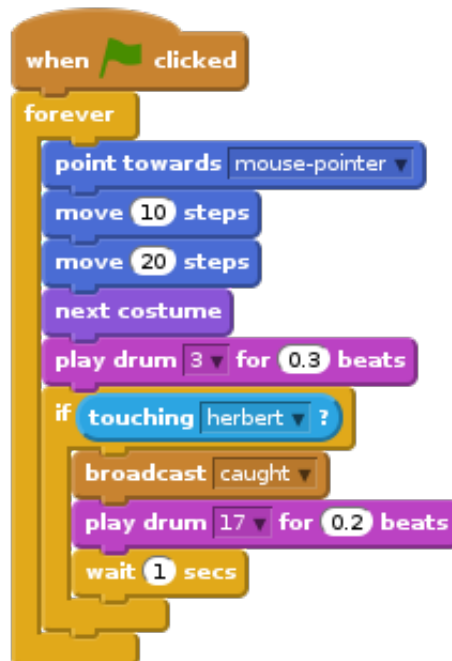 when clicked
forever
point towards mouse-pointer
move 10 steps
move 20 steps
next costume
play drum 3 for 0.3 beats
if touching herbert ?
broadcast caught
play drum 17 for 0.2 beats
wait 1 secs